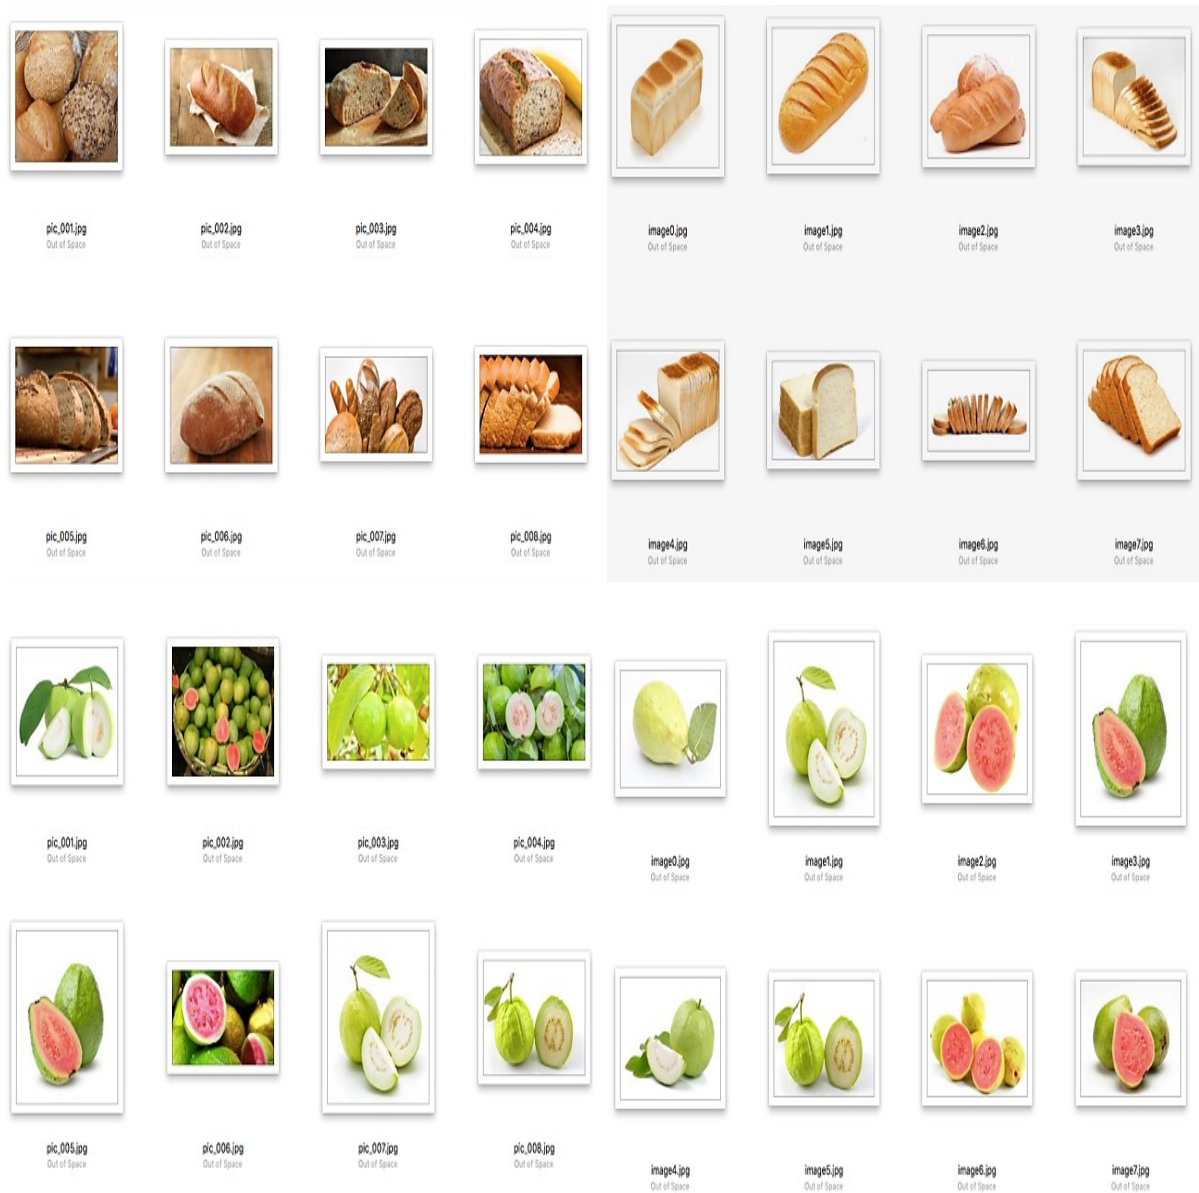 pic_001.jpg pic_002.jpg pic_003.jpg pic_004.jpg
Out of Space Out of Space Out of Space Out of Space
image0.jpg image1.jpg image2.jpg image3.jpg
Out of Space Out of Space Out of Space Out of Space
pic_005.jpg pic_006.jpg pic_007.jpg pic_008.jpg
Out of Space Out of Space Out of Space Out of Space
image4.jpg image5.jpg image6.jpg image7.jpg
Out of Space Out of Space Out of Space Out of Space
pic_001.jpg pic_002.jpg pic_003.jpg pic_004.jpg
Out of Space Out of Space Out of Space Out of Space
image0.jpg image1.jpg image2.jpg image3.jpg
Out of Space Out of Space Out of Space Out of Space
pic_005.jpg pic_006.jpg pic_007.jpg pic_008.jpg
Out of Space Out of Space Out of Space Out of Space
image4.jpg image5.jpg image6.jpg image7.jpg
Out of Space Out of Space Out of Space Out of Space